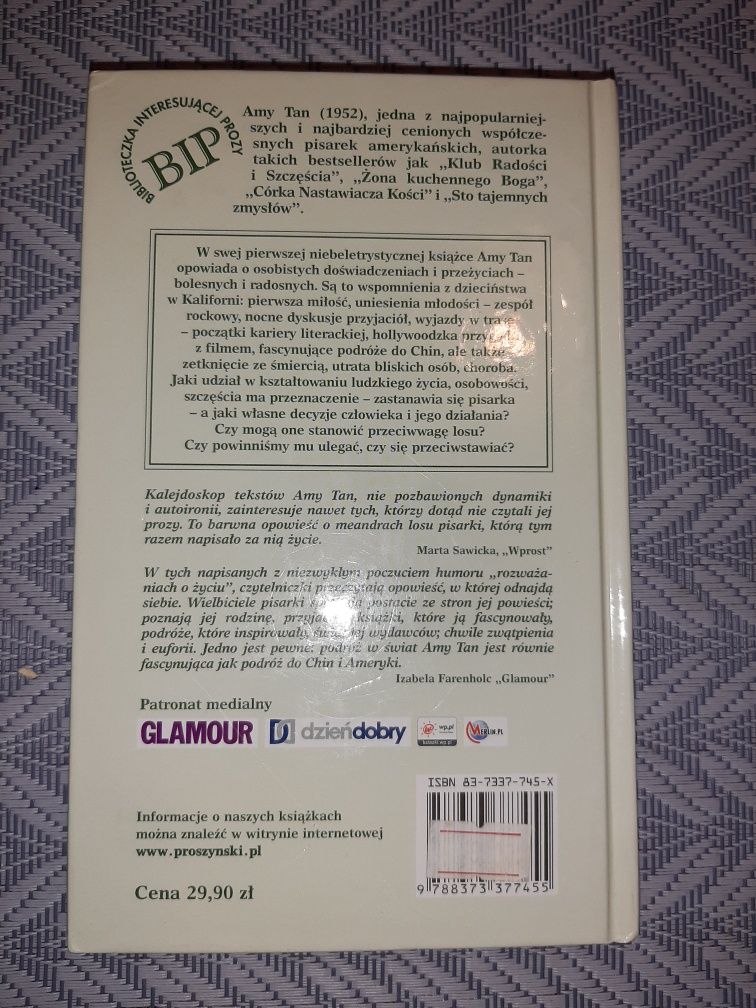 BIBLIOTECZKA INTERESUJĄCEJ PROZY
BIP
Amy Tan (1952), jedna z najpopularniej-
szych i najbardziej cenionych współcze-
snych pisarek amerykańskich, autorka
takich bestsellerów jak „Klub Radości
i Szczęścia”, „Żona kuchennego Boga”,
„Córka Nastawiacza Kości” i „Sto tajemnych
zmysłów”.
W swej pierwszej niebeletrystycznej książce Amy Tan
opowiada o osobistych doświadczeniach i przeżyciach –
bolesnych i radosnych. Są to wspomnienia z dzieciństwa
w Kaliforni: pierwsza miłość, uniesienia młodości – zespół
rockowy, nocne dyskusje przyjaciół, wyjazdy w trasę
– początki kariery literackiej, hollywoodzka
z filmem, fascynujące podróże do Chin, ale także
zetknięcie ze śmiercią, utrata bliskich osób, choroba.
Jaki udział w kształtowaniu ludzkiego życia, osobowości,
szczęścia ma przeznaczenie – zastanawia się pisarka
– a jaki własne decyzje człowieka i jego działania?
Czy mogą one stanowić przeciwwagę losu?
Czy powinniśmy mu ulegać, czy się przeciwstawiać?
Kalejdoskop tekstów Amy Tan, nie pozbawionych dynamiki
i autoironii, zainteresuje nawet tych, którzy dotąd nie czytali jej
prozy. To barwna opowieść o meandrach losu pisarki, którą tym
razem napisało za nią życie.
Marta Sawicka, „Wprost”
W tych napisanych z niezwykłym poczuciem humoru „rozważa-
niach o życiu”, czytelniczki przeczytają opowieść, w której odnajdą
siebie. Wielbiciele pisarki postacie ze stron jej powieści;
poznają jej rodzinę, książki, które ją fascynowały,
podróże, które inspirowały, jej wydawców; chwile zwątpienia
i euforii. Jedno jest pewne: podróż w świat Amy Tan jest równie
fascynująca jak podróż do Chin i Ameryki.
Izabela Farenholc „Glamour”
Patronat medialny
GLAMOUR dzieńdobry wp.pl MERLIN.PL
książki.wp.pl
ISBN 83-7337-745-X
Informacje o naszych książkach
można znaleźć w witrynie internetowej
www.proszynski.pl
9 788373 377455
Cena 29,90 zł